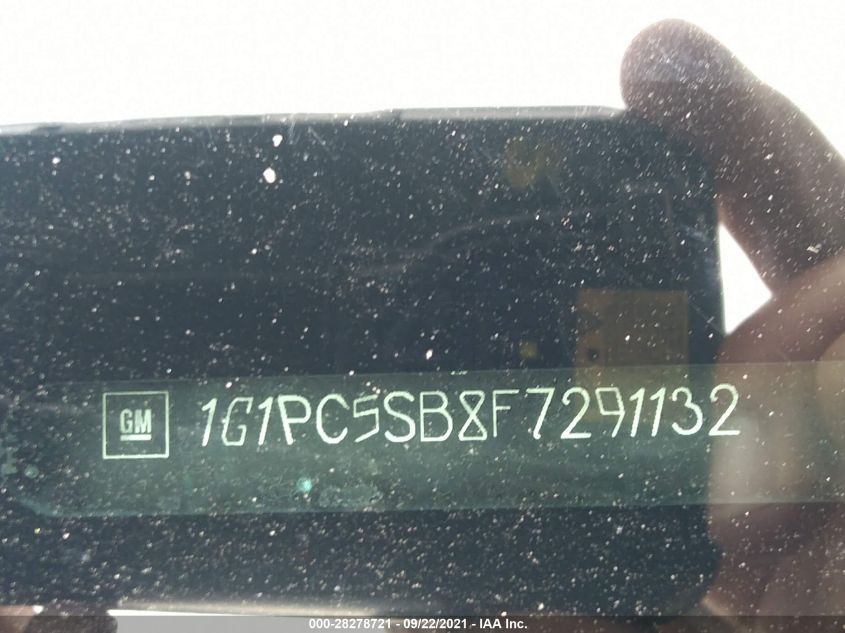 GM 1G1PC5SB8F7291132
000-28278721 - 09/22/2021 - IAA Inc.